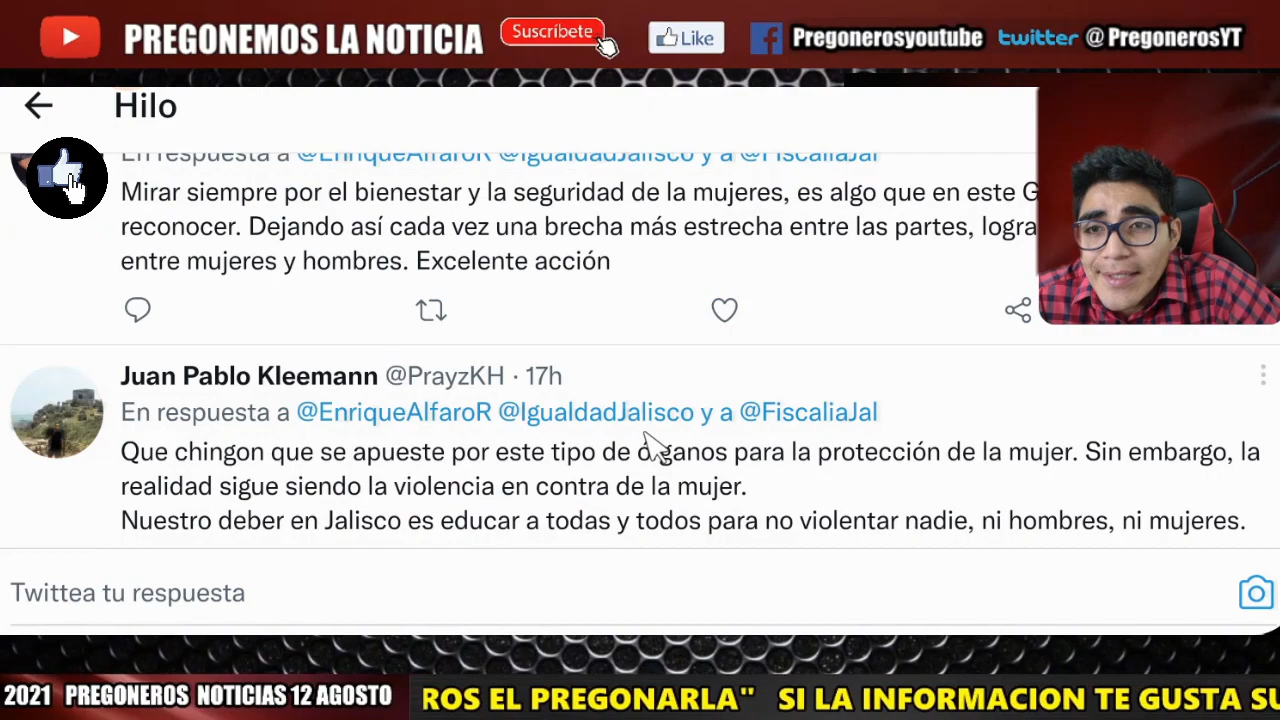 PREGONEMOS LA NOTICIA
Suscríbete
Like
Pregonerosyoutube
twitter @PregonerosYT
Hilo
En respuesta a @EnriqueAlfaroR @IgualdadJalisco y a @FiscaliaJal
Mirar siempre por el bienestar y la seguridad de la mujeres, es algo que en este G
reconocer. Dejando así cada vez una brecha más estrecha entre las partes, logra
entre mujeres y hombres. Excelente acción
Juan Pablo Kleemann @PrayzKH · 17h
En respuesta a @EnriqueAlfaroR @IgualdadJalisco y a @FiscaliaJal
Que chingon que se apueste por este tipo de órganos para la protección de la mujer. Sin embargo, la
realidad sigue siendo la violencia en contra de la mujer.
Nuestro deber en Jalisco es educar a todas y todos para no violentar nadie, ni hombres, ni mujeres.
Twittea tu respuesta
2021 PREGONEROS NOTICIAS 12 AGOSTO
ROS EL PREGONARLA" SI LA INFORMACION TE GUSTA SU